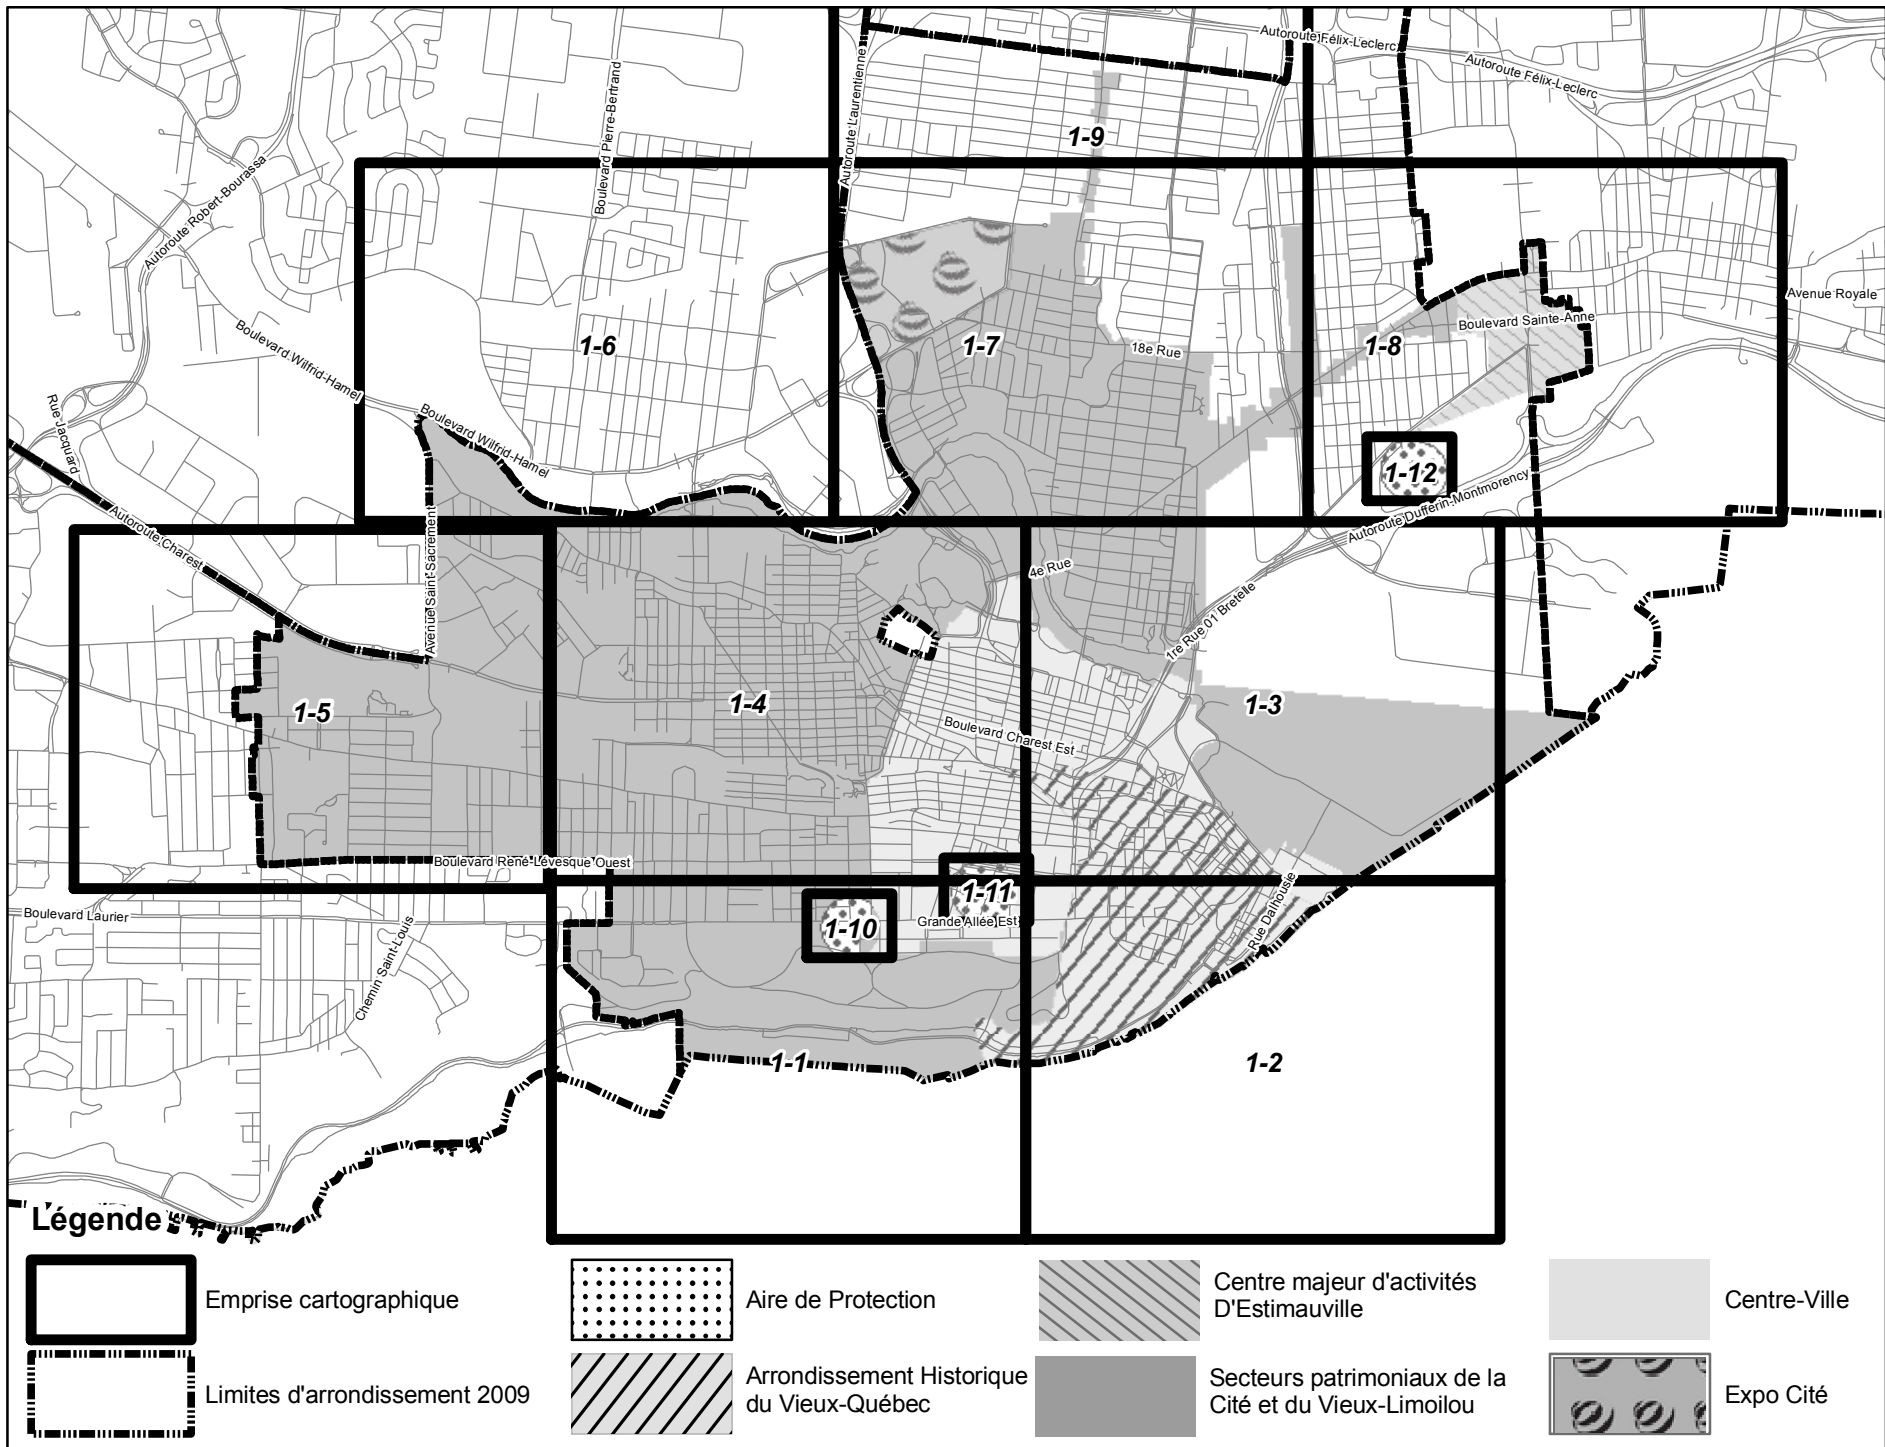 Autoroute Félix-Leclerc
Autoroute Félix-Leclerc
Boulevard Pierre-Bertrand
Autoroute Laurentienne
1-9
Autoroute Robert-Bourassa
Avenue Royale
Boulevard Sainte-Anne
Boulevard Wilfrid-Hamel
1-6
1-7
18e Rue
1-8
Rue Jacquard
Boulevard Wilfrid-Hamel
1-12
Autoroute Charest
Avenue Saint-Sacrement
Autoroute Dufferin-Montmorency
4e Rue
1re Rue 01 Bretelle
1-5
1-4
1-3
Boulevard Charest Est
Boulevard René-Lévesque Ouest
1-11
Boulevard Laurier
Chemin Saint-Louis
1-10
Grande Allée Est
Rue Dalhousie
1-1
1-2
Légende
Emprise cartographique
Aire de Protection
Centre majeur d'activités
D'Estimauville
Centre-Ville
Limites d'arrondissement 2009
Arrondissement Historique
du Vieux-Québec
Secteurs patrimoniaux de la
Cité et du Vieux-Limoilou
Expo Cité